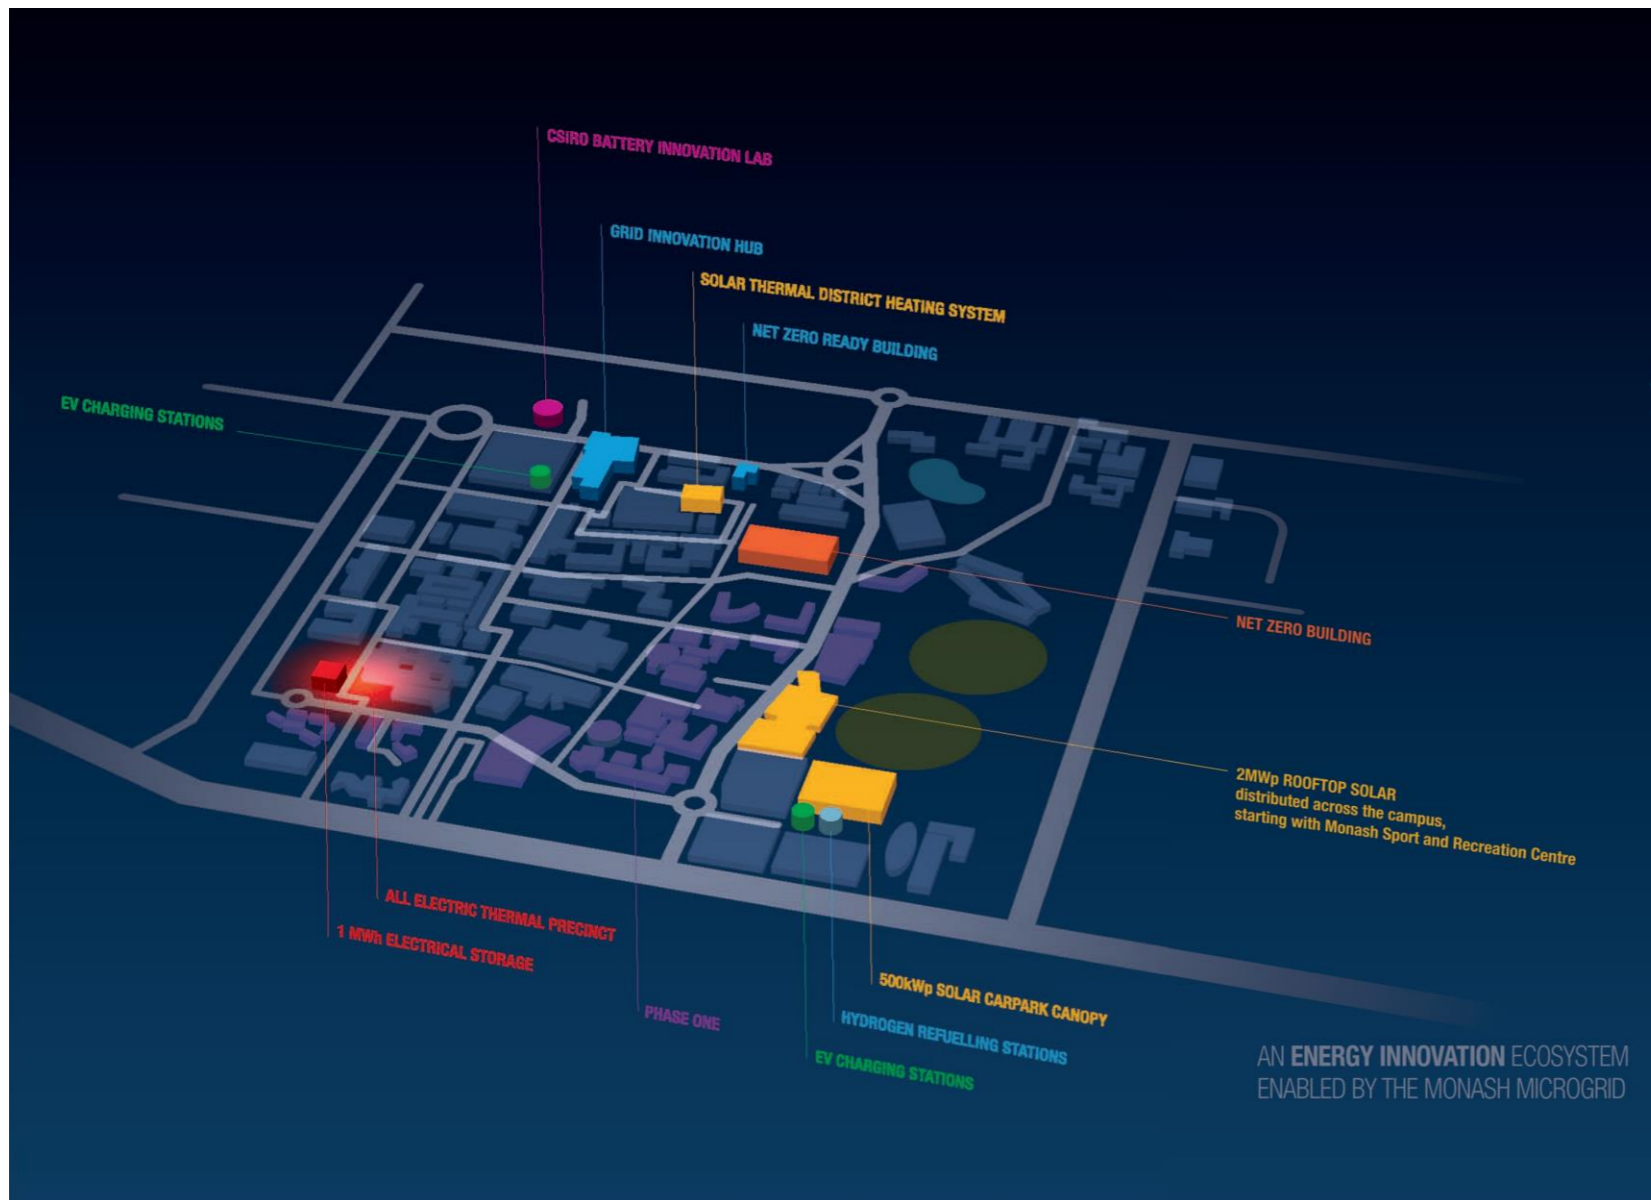 CSIRO BATTERY INNOVATION LAB
GRID INNOVATION HUB
SOLAR THERMAL DISTRICT HEATING SYSTEM
NET ZERO READY BUILDING
EV CHARGING STATIONS
NET ZERO BUILDING
2MWp ROOFTOP SOLAR
distributed across the campus,
starting with Monash Sport and Recreation Centre
ALL ELECTRIC THERMAL PRECINCT
1 MWh ELECTRICAL STORAGE
PHASE ONE
500kWp SOLAR CARPARK CANOPY
HYDROGEN REFUELLING STATIONS
EV CHARGING STATIONS
AN ENERGY INNOVATION ECOSYSTEM
ENABLED BY THE MONASH MICROGRID